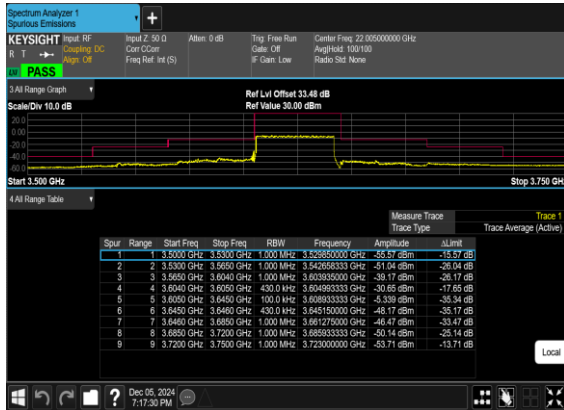 Spectrum Analyzer 1
Spurious Emissions
KEYSIGHT Input: RF Input Z: 50 Ω Atten: 0 dB Trig: Free Run Center Freq: 22.005000000 GHz
R T Coupling: DC Corr CCorr Gate: Off Avg|Hold: 100/100
Align: Off Freq Ref: Int (S) IF Gain: Low Radio Std: None
LXI PASS
3 All Range Graph
Ref Lvl Offset 33.48 dB
Scale/Div 10.0 dB Ref Value 30.00 dBm
20.0
0.00
-20.0
-40.0
-60.0
Start 3.500 GHz Stop 3.750 GHz
4 All Range Table
Measure Trace Trace 1
Trace Type Trace Average (Active)
Spur Range Start Freq Stop Freq RBW Frequency Amplitude ΔLimit
1 1 3.5000 GHz 3.5300 GHz 1.000 MHz 3.529850000 GHz -55.57 dBm -15.57 dB
2 2 3.5300 GHz 3.5650 GHz 1.000 MHz 3.542658333 GHz -51.04 dBm -26.04 dB
3 3 3.5650 GHz 3.6040 GHz 1.000 MHz 3.603935000 GHz -39.17 dBm -26.17 dB
4 4 3.6040 GHz 3.6050 GHz 430.0 kHz 3.604993333 GHz -30.65 dBm -17.65 dB
5 5 3.6050 GHz 3.6450 GHz 100.0 kHz 3.608933333 GHz -5.339 dBm -35.34 dB
6 6 3.6450 GHz 3.6460 GHz 430.0 kHz 3.645150000 GHz -48.17 dBm -35.17 dB
7 7 3.6460 GHz 3.6850 GHz 1.000 MHz 3.661275000 GHz -46.47 dBm -33.47 dB
8 8 3.6850 GHz 3.7200 GHz 1.000 MHz 3.685933333 GHz -50.14 dBm -25.14 dB
9 9 3.7200 GHz 3.7500 GHz 1.000 MHz 3.723000000 GHz -53.71 dBm -13.71 dB
Local
Dec 05, 2024
7:17:30 PM